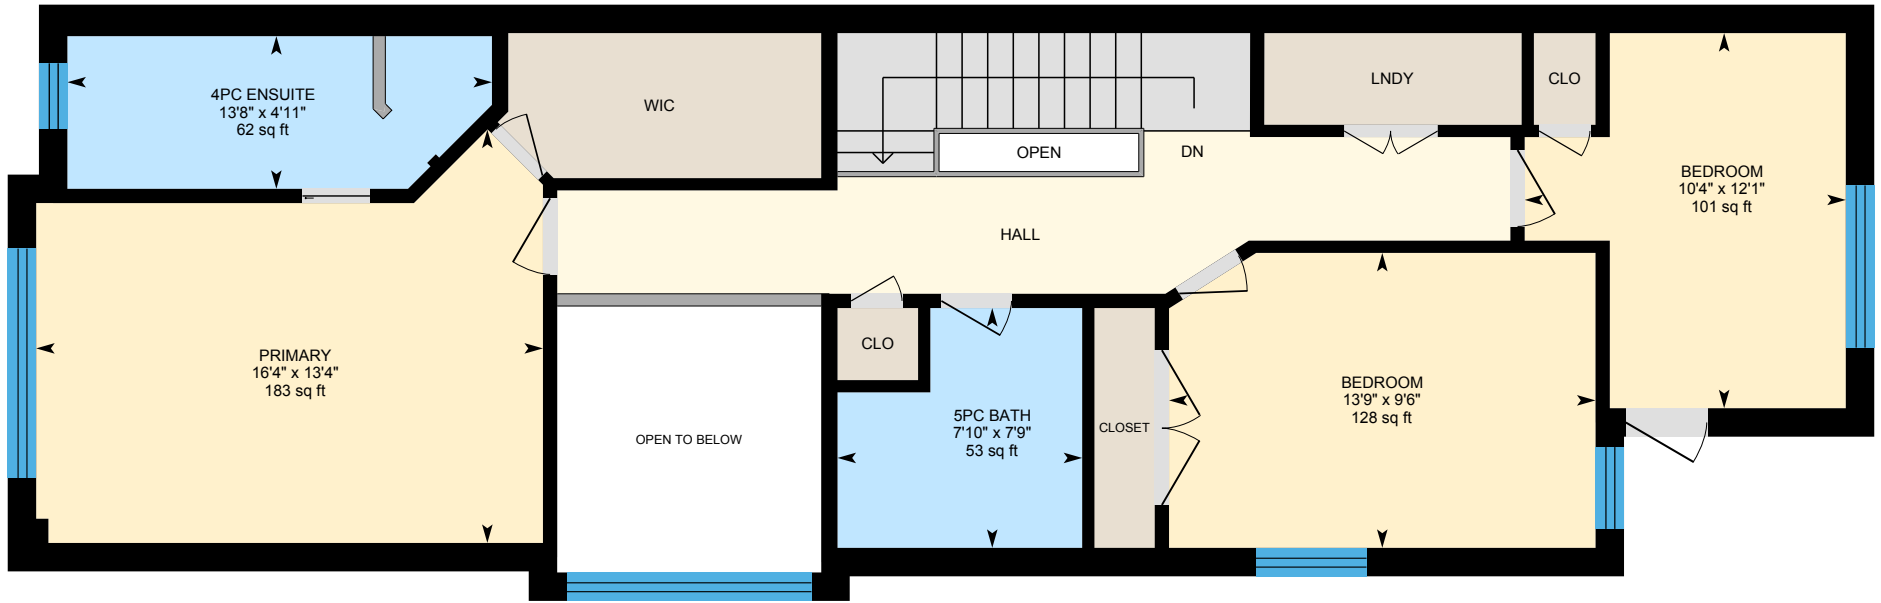 4PC ENSUITE
13'8" x 4'11"
62 sq ft
WIC
LNDY
CLO
OPEN
DN
BEDROOM
10'4" x 12'1"
101 sq ft
HALL
PRIMARY
16'4" x 13'4"
183 sq ft
CLO
OPEN TO BELOW
5PC BATH
7'10" x 7'9"
53 sq ft
CLOSET
BEDROOM
13'9" x 9'6"
128 sq ft